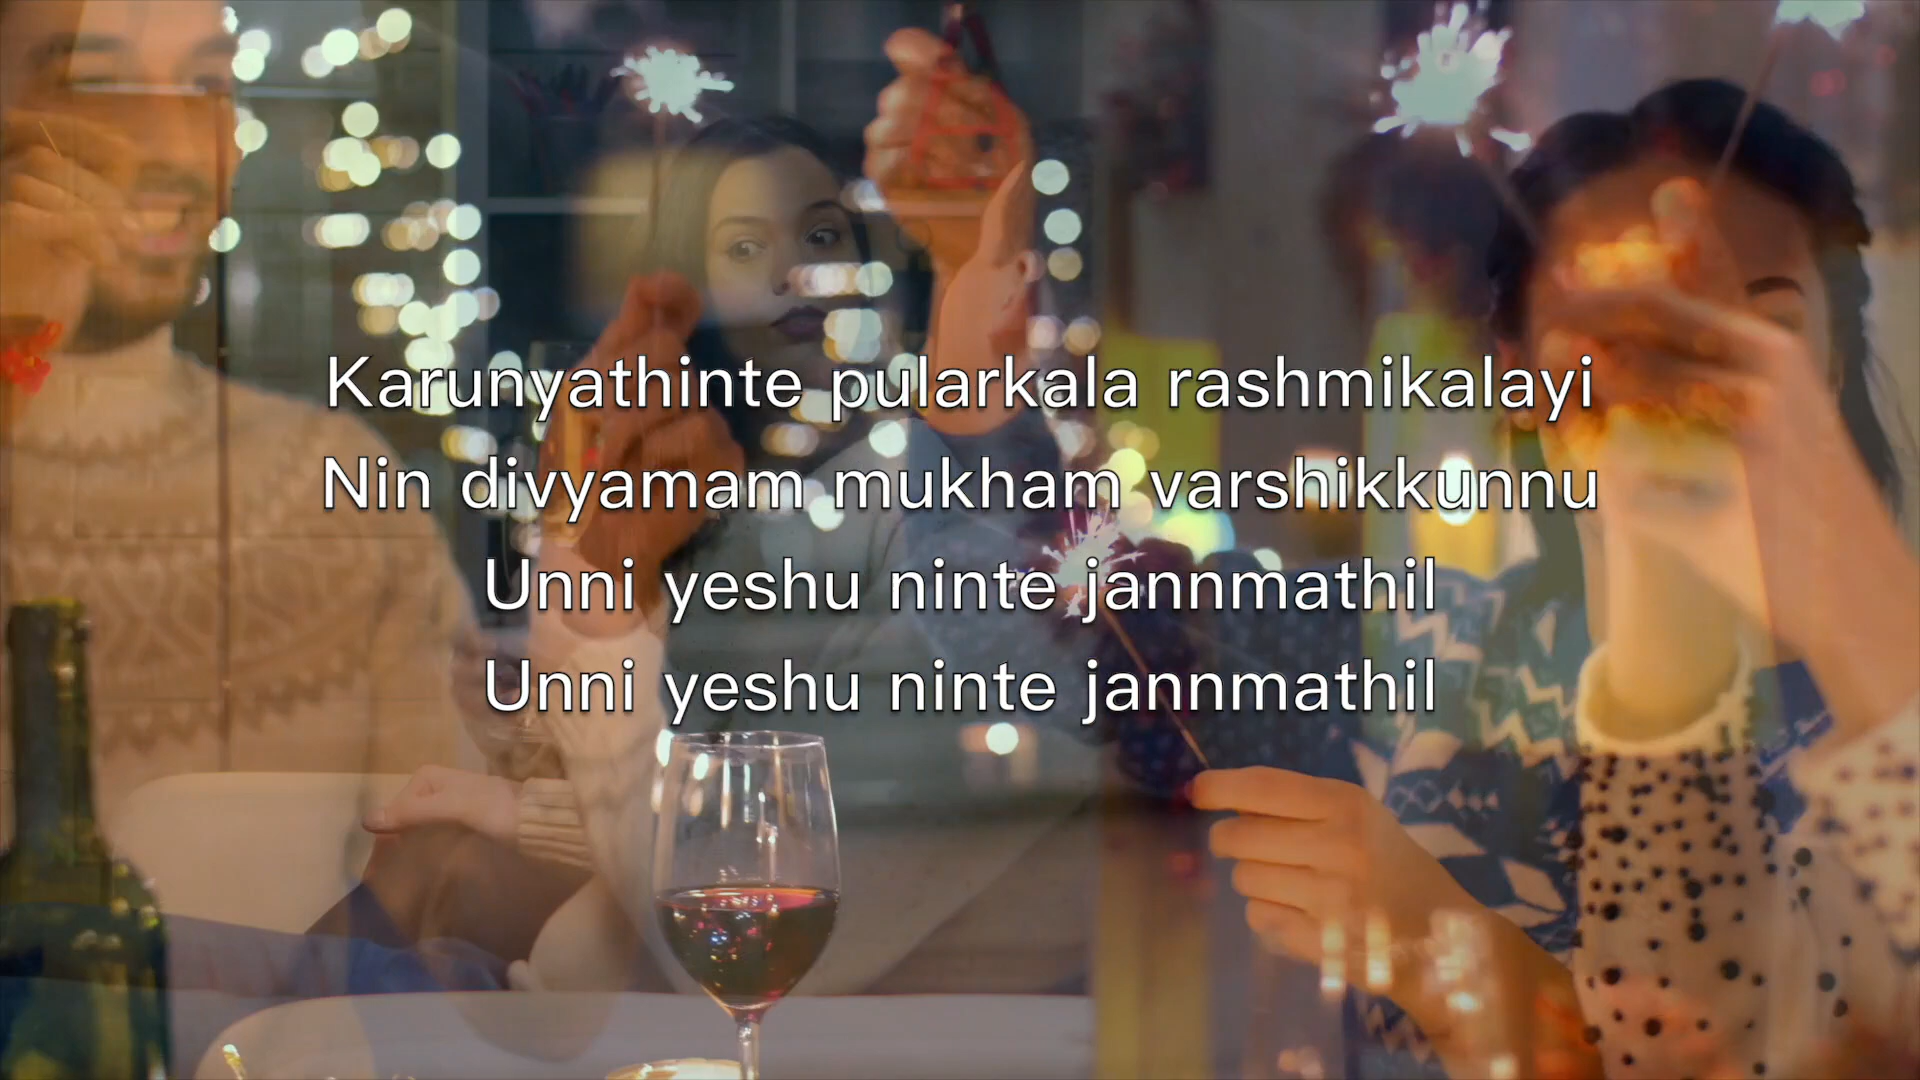 Karunyathinte pularkala rashmikalayi
Nin divyamam mukham varshikkunnu
Unni yeshu ninte jannmathil
Unni yeshu ninte jannmathil